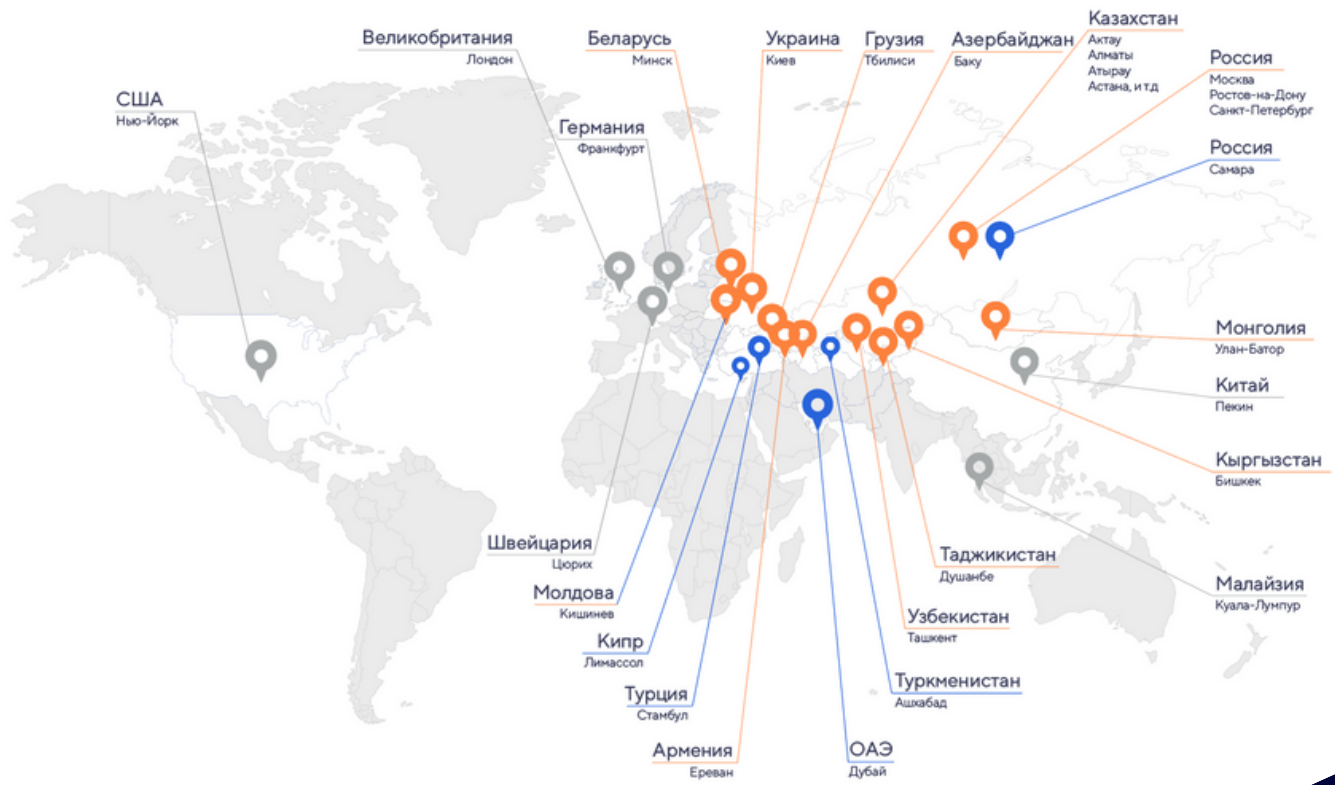 Великобритания
Лондон
Беларусь
Минск
Украина
Киев
Грузия
Тбилиси
Азербайджан
Баку
Казахстан
Актау
Алматы
Атырау
Астана, и т.д
Россия
Москва
Ростов-на-Дону
Санкт-Петербург
США
Нью-Йорк
Германия
Франкфурт
Россия
Самара
Монголия
Улан-Батор
Китай
Пекин
Кыргызстан
Бишкек
Швейцария
Цюрих
Таджикистан
Душанбе
Молдова
Кишинев
Малайзия
Куала-Лумпур
Узбекистан
Ташкент
Кипр
Лимассол
Туркменистан
Ашхабад
Турция
Стамбул
Армения
Ереван
ОАЭ
Дубай